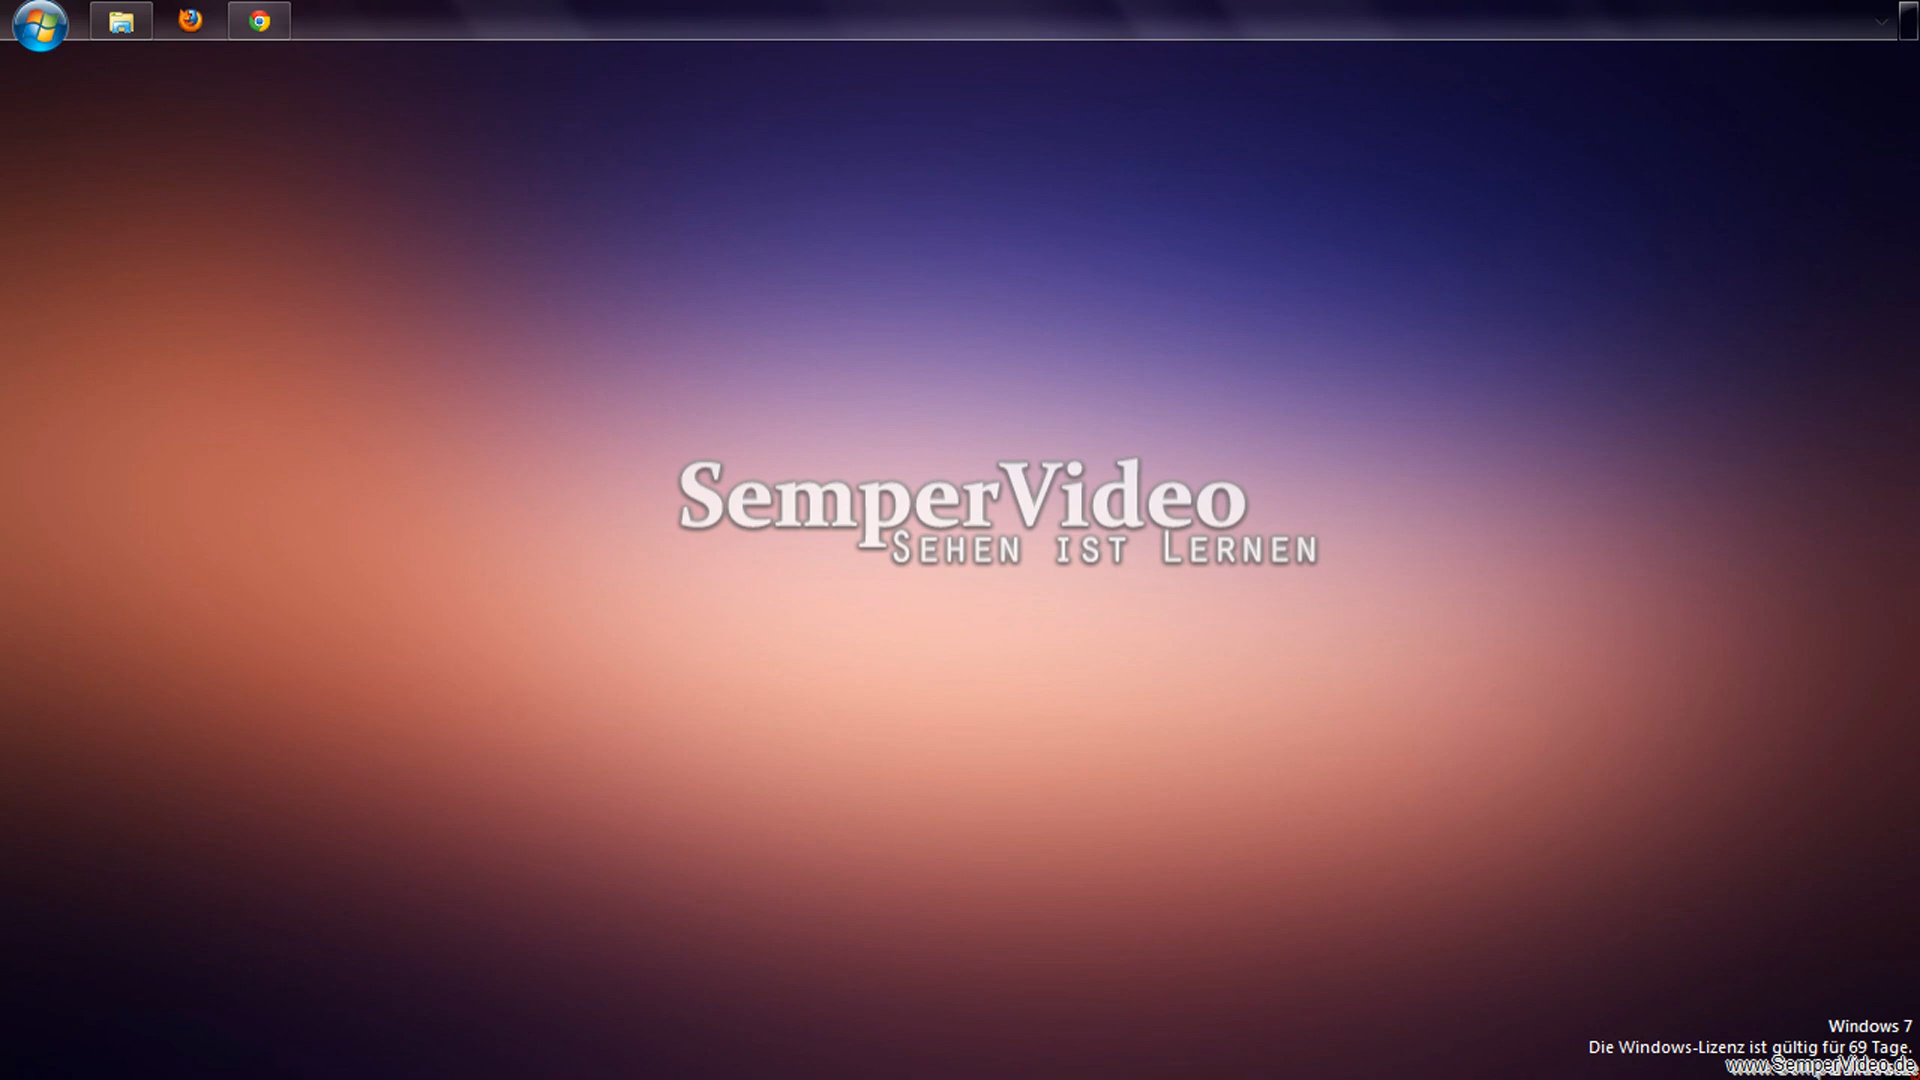 SemperVideo
Sehen ist Lernen
Windows 7
Die Windows-Lizenz ist gültig für 69 Tage.
www.SemperVideo.de